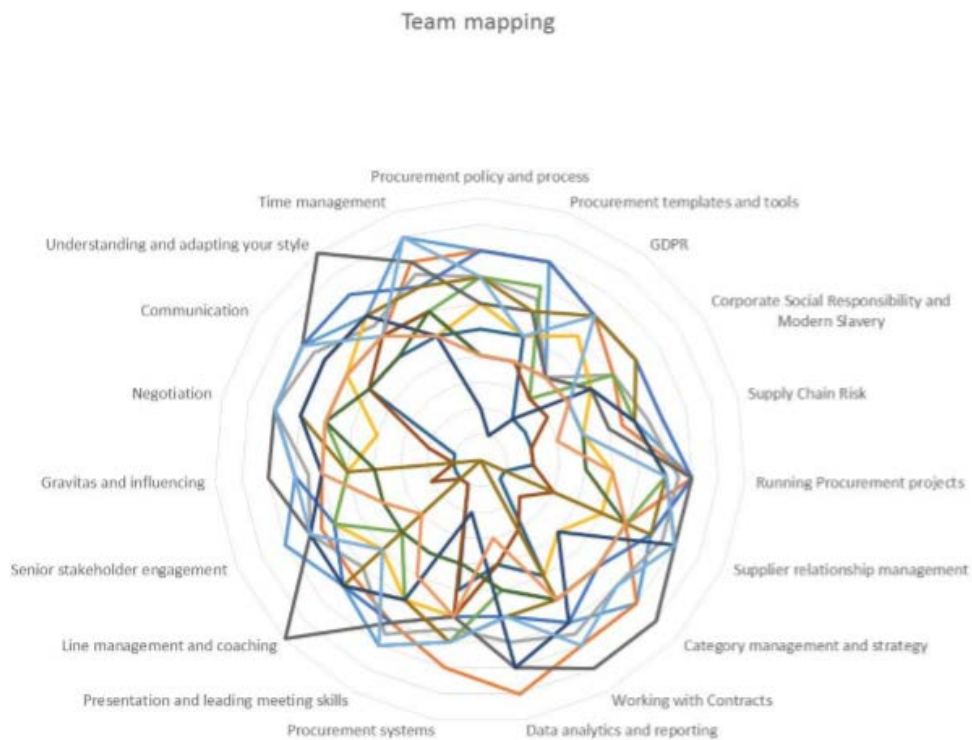 Team mapping
Procurement policy and process
Procurement templates and tools
GDPR
Corporate Social Responsibility and
Modern Slavery
Supply Chain Risk
Running Procurement projects
Supplier relationship management
Category management and strategy
Working with Contracts
Data analytics and reporting
Procurement systems
Presentation and leading meeting skills
Line management and coaching
Senior stakeholder engagement
Gravitas and influencing
Negotiation
Communication
Understanding and adapting your style
Time management